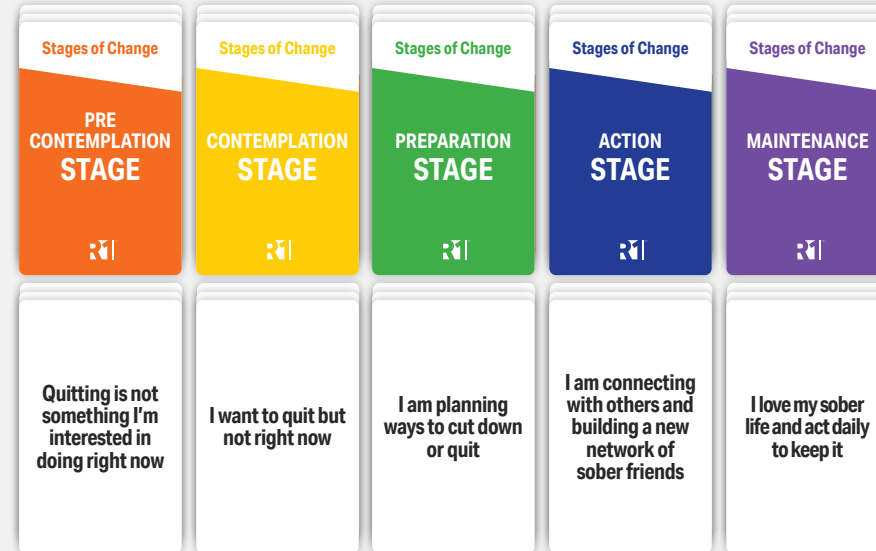 Stages of Change
PRE
CONTEMPLATION
STAGE
Stages of Change
CONTEMPLATION
STAGE
Stages of Change
PREPARATION
STAGE
Stages of Change
ACTION
STAGE
Stages of Change
MAINTENANCE
STAGE
Quitting is not
something I'm
interested in
doing right now
I want to quit but
not right now
I am planning
ways to cut down
or quit
I am connecting
with others and
building a new
network of
sober friends
I love my sober
life and act daily
to keep it